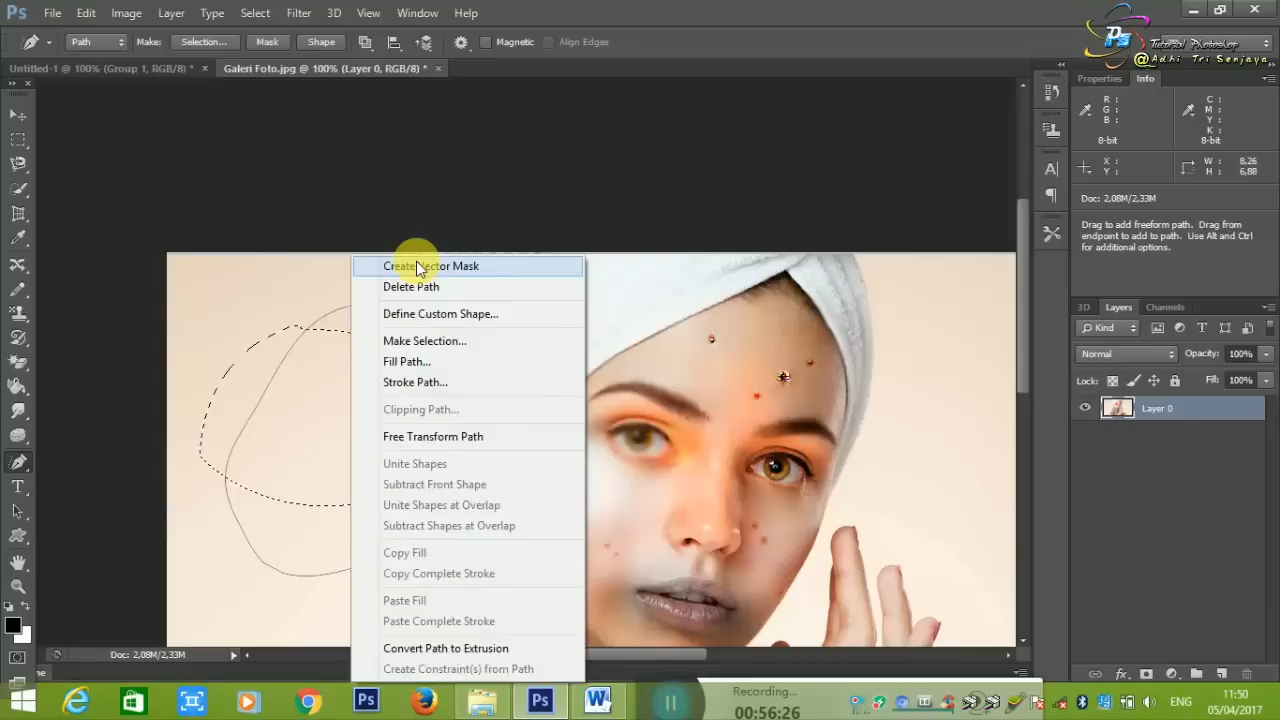 Ps File Edit Image Layer Type Select Filter 3D View Window Help
Path Make: Selection... Mask Shape Magnetic Align Edges
Ps Tutorial Photoshop
@Adhi Tri Senjaya
Untitled-1 @ 100% (Group 1, RGB/8) * × Galeri Foto.jpg @ 100% (Layer 0, RGB/8) * ×
Properties Info
R: C:
G: M:
B: Y:
K:
8-bit 8-bit
X: W: 8,26
Y: H: 6,88
Doc: 2,08M/2,33M
Drag to add freeform path. Drag from
endpoint to add to path. Use Alt and Ctrl
for additional options.
Create Vector Mask
Delete Path
Define Custom Shape...
Make Selection...
Fill Path...
Stroke Path...
Clipping Path...
Free Transform Path
Unite Shapes
Subtract Front Shape
Unite Shapes at Overlap
Subtract Shapes at Overlap
Copy Fill
Copy Complete Stroke
Paste Fill
Paste Complete Stroke
Convert Path to Extrusion
Create Constraint(s) from Path
3D Layers Channels
Kind
Normal Opacity: 100%
Lock: Fill: 100%
Layer 0
Doc: 2,08M/2,33M
Recording...
00:56:26
ENG
11:50
05/04/2017